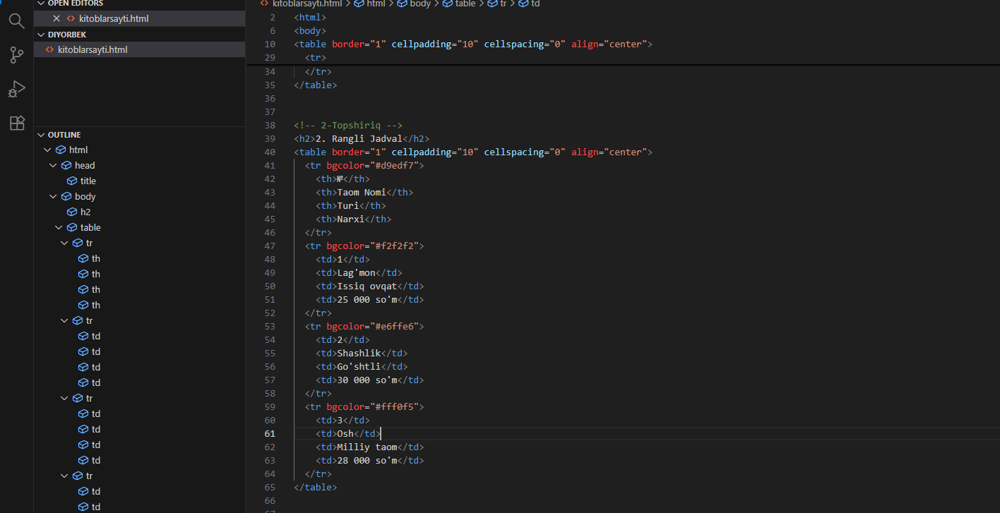 OPEN EDITORS
kitoblarsayti.html
DIYORBEK
kitoblarsayti.html
OUTLINE
html
head
title
body
h2
table
tr
th
th
th
th
tr
td
td
td
td
tr
td
td
td
td
tr
td
td
kitoblarsayti.html > html > body > table > tr > td
2 <html>
6 <body>
10 <table border="1" cellpadding="10" cellspacing="0" align="center">
29 <tr>
34 </tr>
35 </table>
36
37
38 <!-- 2-Topshiriq -->
39 <h2>2. Rangli Jadval</h2>
40 <table border="1" cellpadding="10" cellspacing="0" align="center">
41 <tr bgcolor="#d9edf7">
42 <th>№</th>
43 <th>Taom Nomi</th>
44 <th>Turi</th>
45 <th>Narxi</th>
46 </tr>
47 <tr bgcolor="#f2f2f2">
48 <td>1</td>
49 <td>Lag'mon</td>
50 <td>Issiq ovqat</td>
51 <td>25 000 so'm</td>
52 </tr>
53 <tr bgcolor="#e6ffe6">
54 <td>2</td>
55 <td>Shashlik</td>
56 <td>Go'shtli</td>
57 <td>30 000 so'm</td>
58 </tr>
59 <tr bgcolor="#fff0f5">
60 <td>3</td>
61 <td>Osh</td>
62 <td>Milliy taom</td>
63 <td>28 000 so'm</td>
64 </tr>
65 </table>
66